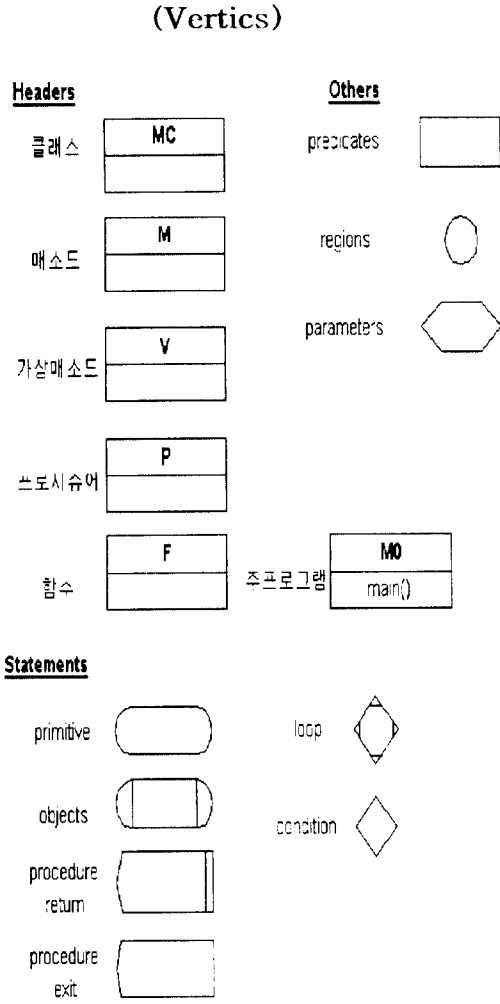 (Vertics)
Headers
클래스
MC
매소드
M
가상매소드
V
프로시슈어
P
함수
F
주프로그램
M0
main()
Others
predicates
regions
parameters
Statements
primitive
objects
procedure
return
procedure
exit
loop
condition